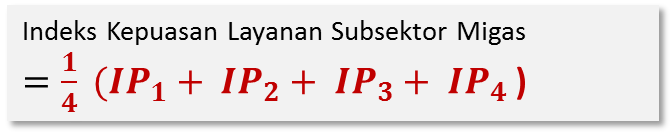 Indeks Kepuasan Layanan Subsektor Migas
= 1/4 (IP₁ + IP₂ + IP₃ + IP₄ )